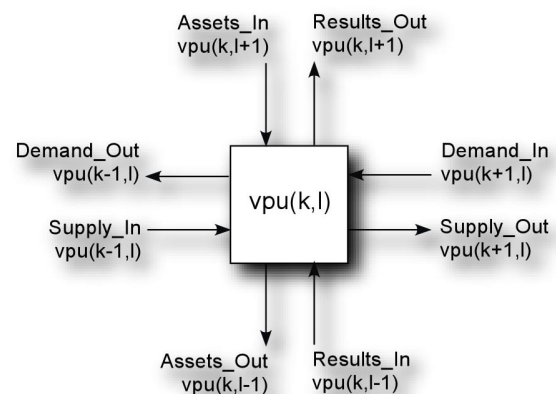 Assets_In
vpu(k,l+1)
Results_Out
vpu(k,l+1)
Demand_Out
vpu(k-1,l)
Demand_In
vpu(k+1,l)
vpu(k,l)
Supply_In
vpu(k-1,l)
Supply_Out
vpu(k+1,l)
Assets_Out
vpu(k,l-1)
Results_In
vpu(k,l-1)